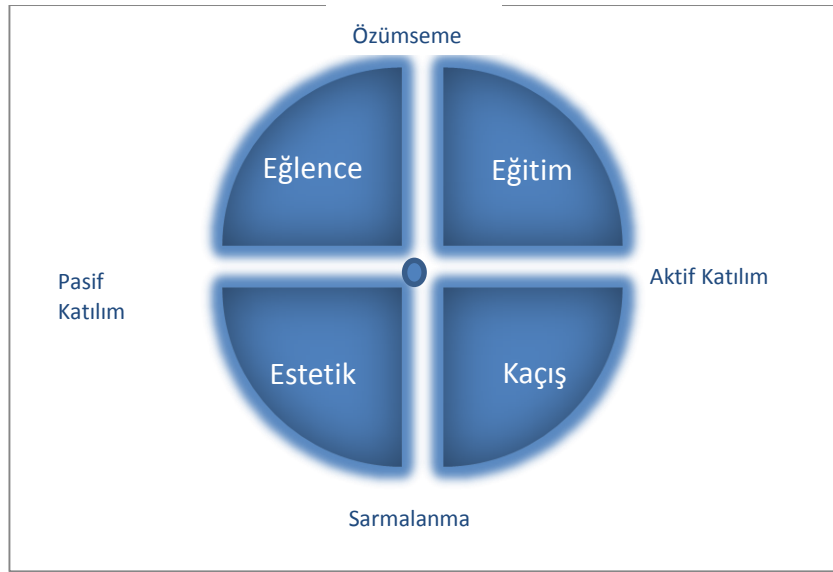 Özümseme
Eğlence
Eğitim
Pasif
Katılım
Aktif Katılım
Estetik
Kaçış
Sarmalanma